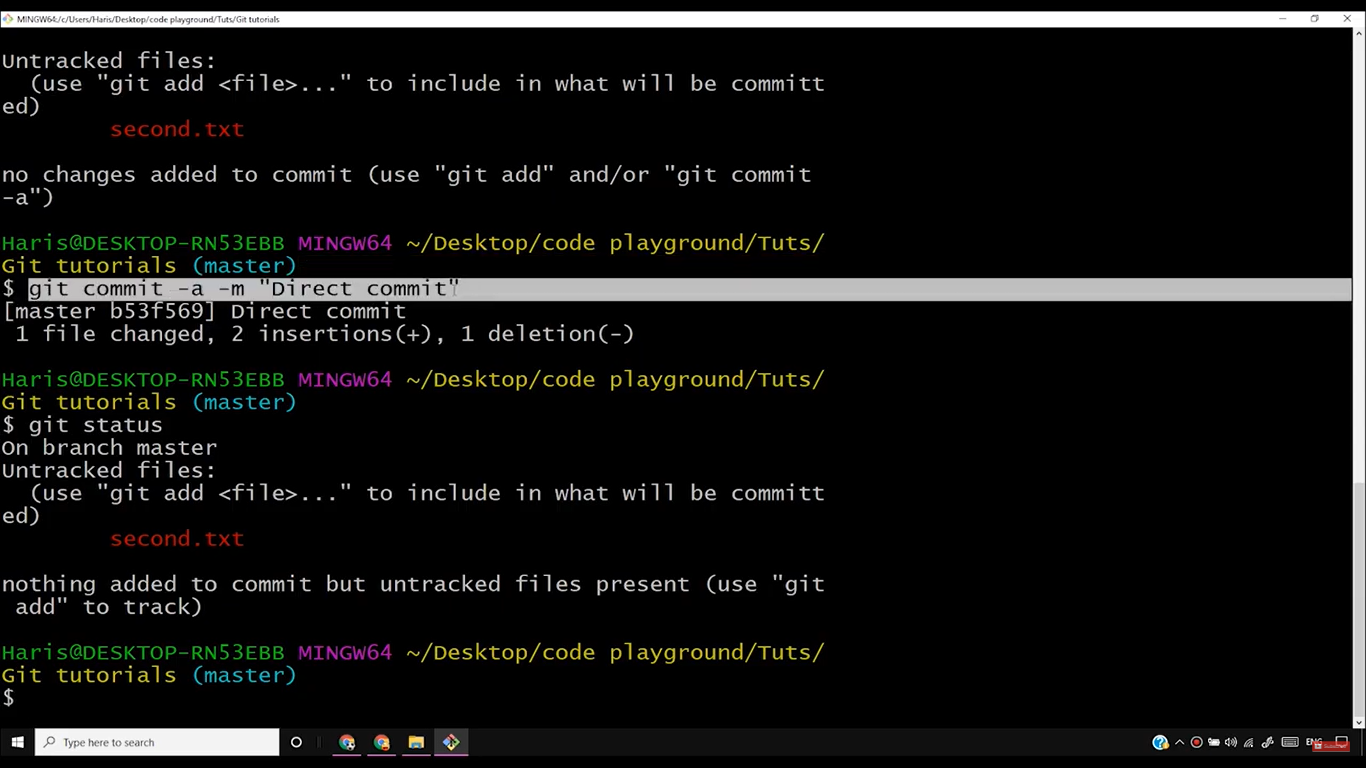 MINGW64:/c/Users/Haris/Desktop/code playground/Tuts/Git tutorials
Untracked files:
(use "git add <file>..." to include in what will be committ
ed)
second.txt
no changes added to commit (use "git add" and/or "git commit
-a")
Haris@DESKTOP-RN53EBB MINGW64 ~/Desktop/code playground/Tuts/
Git tutorials (master)
$ git commit -a -m "Direct commit"
[master b53f569] Direct commit
1 file changed, 2 insertions(+), 1 deletion(-)
Haris@DESKTOP-RN53EBB MINGW64 ~/Desktop/code playground/Tuts/
Git tutorials (master)
$ git status
On branch master
Untracked files:
(use "git add <file>..." to include in what will be committ
ed)
second.txt
nothing added to commit but untracked files present (use "git
add" to track)
Haris@DESKTOP-RN53EBB MINGW64 ~/Desktop/code playground/Tuts/
Git tutorials (master)
$
Type here to search